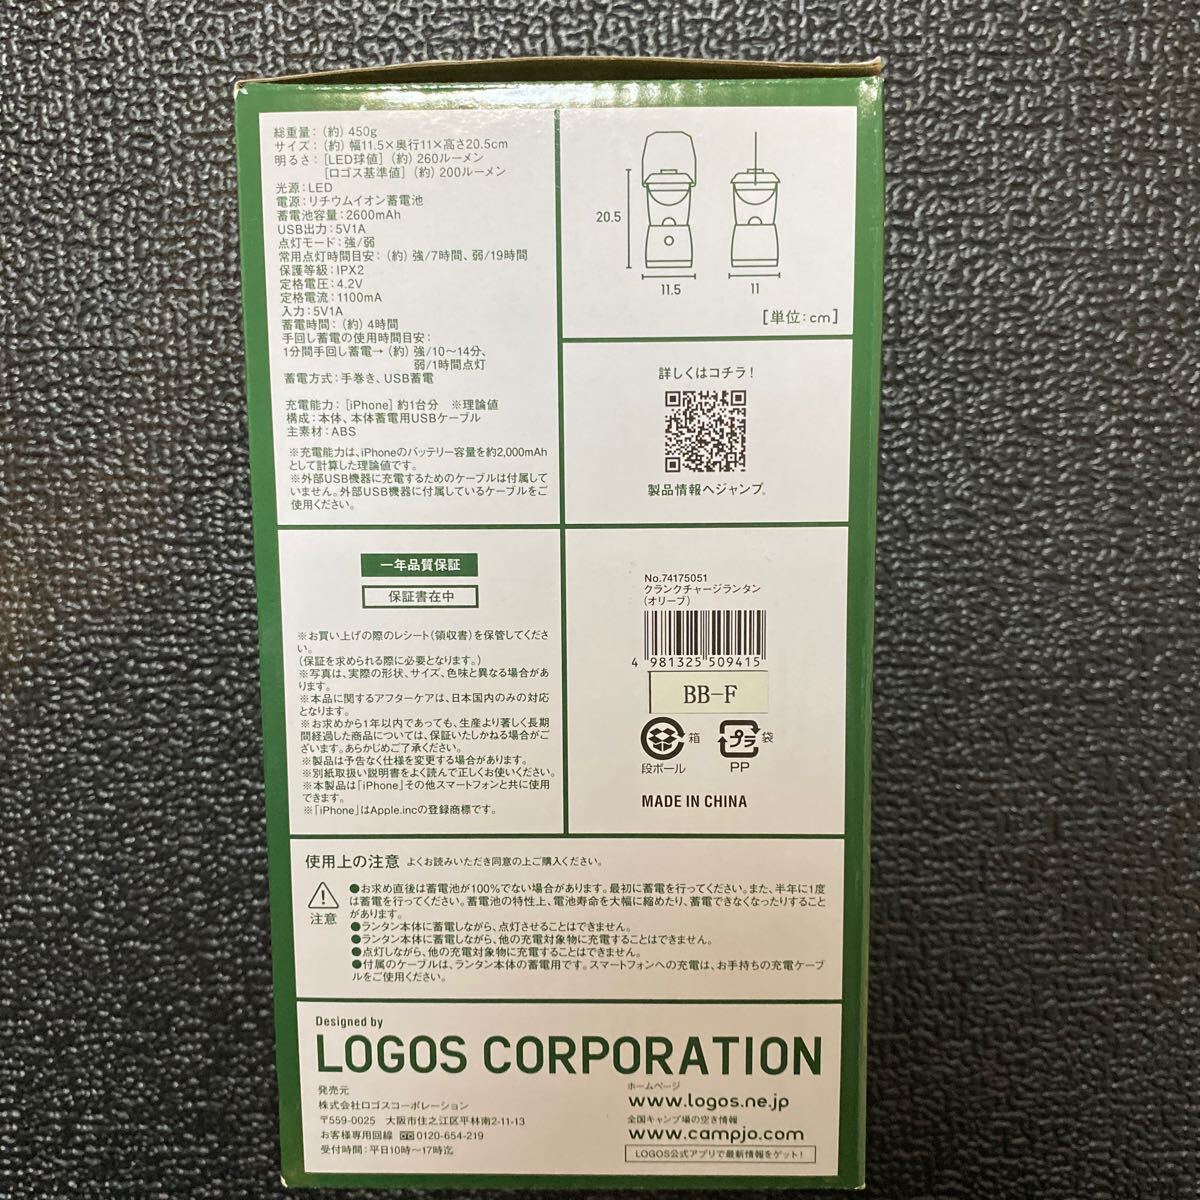 総重量：（約）450g
サイズ：（約）幅11.5×奥行11×高さ20.5cm
明るさ：［LED球値］（約）260ルーメン
［ロゴス基準値］（約）200ルーメン
光源：LED
電源：リチウムイオン蓄電池
蓄電池容量：2600mAh
USB出力：5V1A
点灯モード：強/弱
常用点灯時間目安：（約）強/7時間、弱/19時間
保護等級：IPX2
定格電圧：4.2V
定格電流：1100mA
入力：5V1A
蓄電時間：（約）4時間
手回し蓄電の使用時間目安：
1分間手回し蓄電→（約）強/10〜14分、
弱/1時間点灯
蓄電方式：手巻き、USB蓄電
充電能力：［iPhone］約1台分　※理論値
構成：本体、本体蓄電用USBケーブル
主素材：ABS
※充電能力は、iPhoneのバッテリー容量を約2,000mAh
として計算した理論値です。
※外部USB機器に充電するためのケーブルは付属して
いません。外部USB機器に付属しているケーブルをご
使用ください。
20.5
11.5
11
［単位：cm］
詳しくはコチラ！
製品情報へジャンプ。
一年品質保証
保証書在中
※お買い上げの際のレシート（領収書）を保管してくださ
い。
（保証を求められる際に必要となります。）
※写真は、実際の形状、サイズ、色味と異なる場合があ
ります。
※本品に関するアフターケアは、日本国内のみの対応
となります。
※お求めから1年以内であっても、生産より著しく長期
間経過した商品については、保証いたしかねる場合がご
ざいます。あらかじめご了承ください。
※製品は予告なく仕様を変更する場合があります。
※別紙取扱い説明書をよく読んで正しくお使いください。
※本製品は「iPhone」その他スマートフォンと共に使用
できます。
※「iPhone」はApple.incの登録商標です。
No.74175051
クランクチャージランタン
（オリーブ）
4 981325 509415
BB-F
箱
段ボール
プラ
袋
PP
MADE IN CHINA
使用上の注意 よくお読みいただき同意の上ご購入ください。
注意
●お求め直後は蓄電池が100%でない場合があります。最初に蓄電を行ってください。また、半年に1度
は蓄電を行ってください。蓄電池の特性上、電池寿命を大幅に縮めたり、蓄電できなくなったりすること
があります。
●ランタン本体に蓄電しながら、点灯させることはできません。
●ランタン本体に蓄電しながら、他の充電対象物に充電することはできません。
●点灯しながら、他の充電対象物に充電することはできません。
●付属のケーブルは、ランタン本体の蓄電用です。スマートフォンへの充電は、お手持ちの充電ケーブ
ルをご使用ください。
Designed by
LOGOS CORPORATION
発売元
株式会社ロゴスコーポレーション
〒559-0025　大阪市住之江区平林南2-11-13
お客様専用回線 0120-654-219
受付時間：平日10時〜17時迄
ホームページ
www.logos.ne.jp
全国キャンプ場の空き情報
www.campjo.com
LOGOS公式アプリで最新情報をゲット！